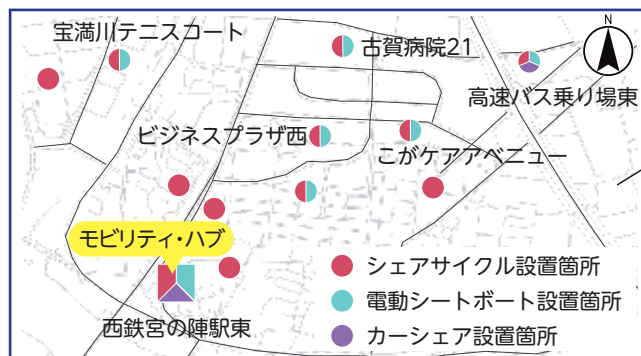 宝満川テニスコート
古賀病院21
N
高速バス乗り場東
ビジネスプラザ西
こがケアアベニュー
モビリティ・ハブ
西鉄宮の陣駅東
シェアサイクル設置箇所
電動シートボート設置箇所
カーシェア設置箇所